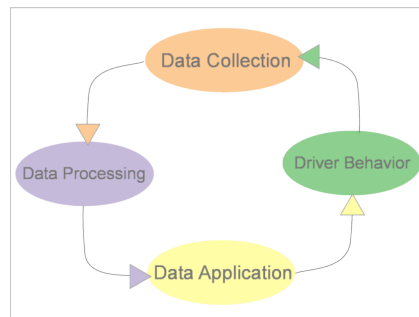 Data Collection
Data Processing
Driver Behavior
Data Application